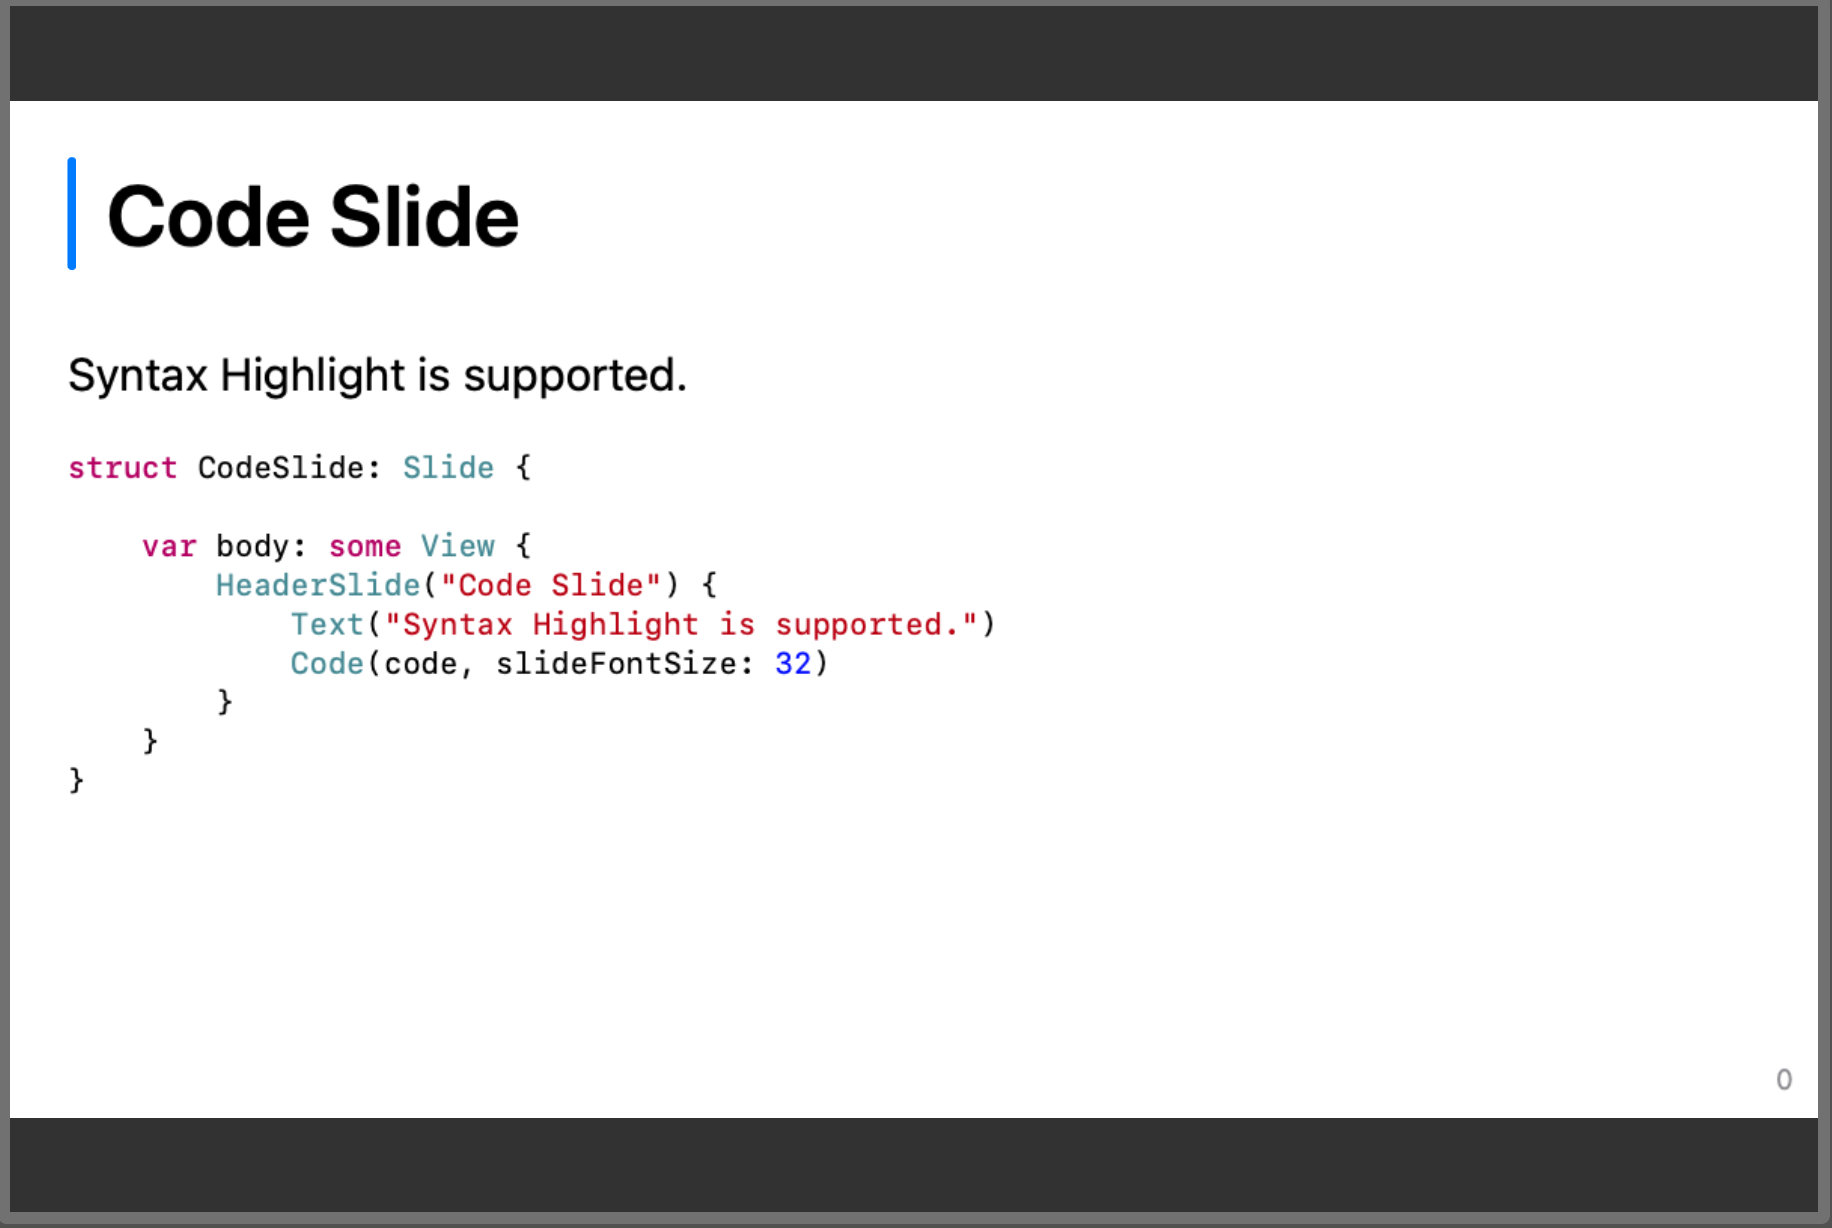 Code Slide
Syntax Highlight is supported.
struct CodeSlide: Slide {
    var body: some View {
        HeaderSlide("Code Slide") {
            Text("Syntax Highlight is supported.")
            Code(code, slideFontSize: 32)
        }
    }
}
0